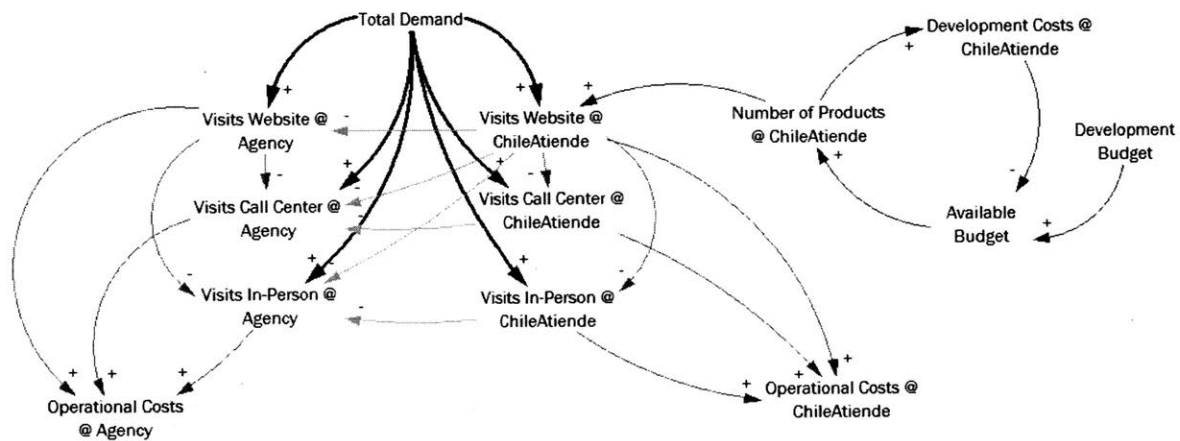 Total Demand
Development Costs @
ChileAtiende
+
+
+
+
Visits Website @
Agency
-
Visits Website @
ChileAtiende
Number of Products
@ ChileAtiende
+
Development
Budget
-
+
-
+
-
-
Visits Call Center @
Agency
-
Visits Call Center @
ChileAtiende
Available
Budget
+
-
+
-
+
-
Visits In-Person @
Agency
-
Visits In-Person @
ChileAtiende
+
+
+
+
+
+
Operational Costs
@ Agency
Operational Costs @
ChileAtiende